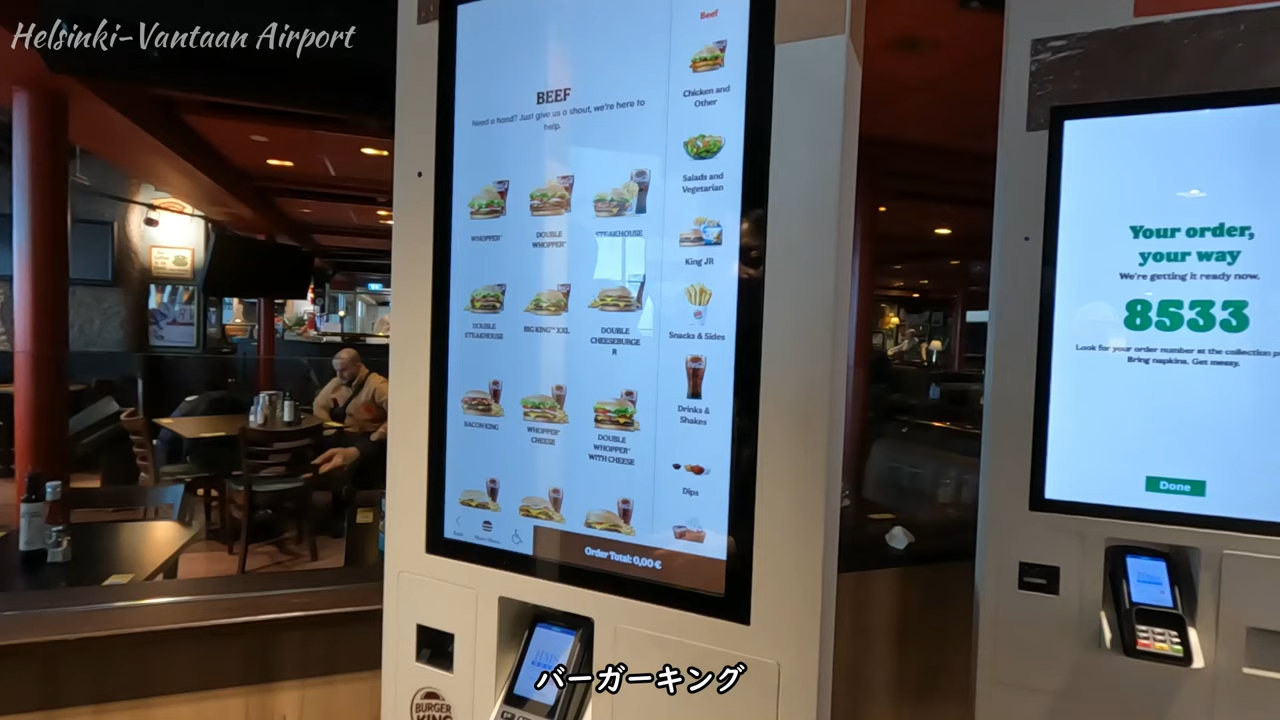 Helsinki-Vantaan Airport
BEEF
Need a hand? Just give us a shout, we're here to
help.
WHOPPER®
DOUBLE
WHOPPER®
STEAKHOUSE
DOUBLE
STEAKHOUSE
BIG KING™ XXL
DOUBLE
CHEESEBURGE
R
BACON KING
WHOPPER®
CHEESE
DOUBLE
WHOPPER®
WITH CHEESE
Beef
Chicken and
Other
Salads and
Vegetarian
King JR
Snacks & Sides
Drinks &
Shakes
Dips
Order Total: 0,00 €
Your order,
your way
We're getting it ready now.
8533
Look for your order number at the collection
Bring napkins. Get messy.
Done
BURGER
KING
バーガーキング